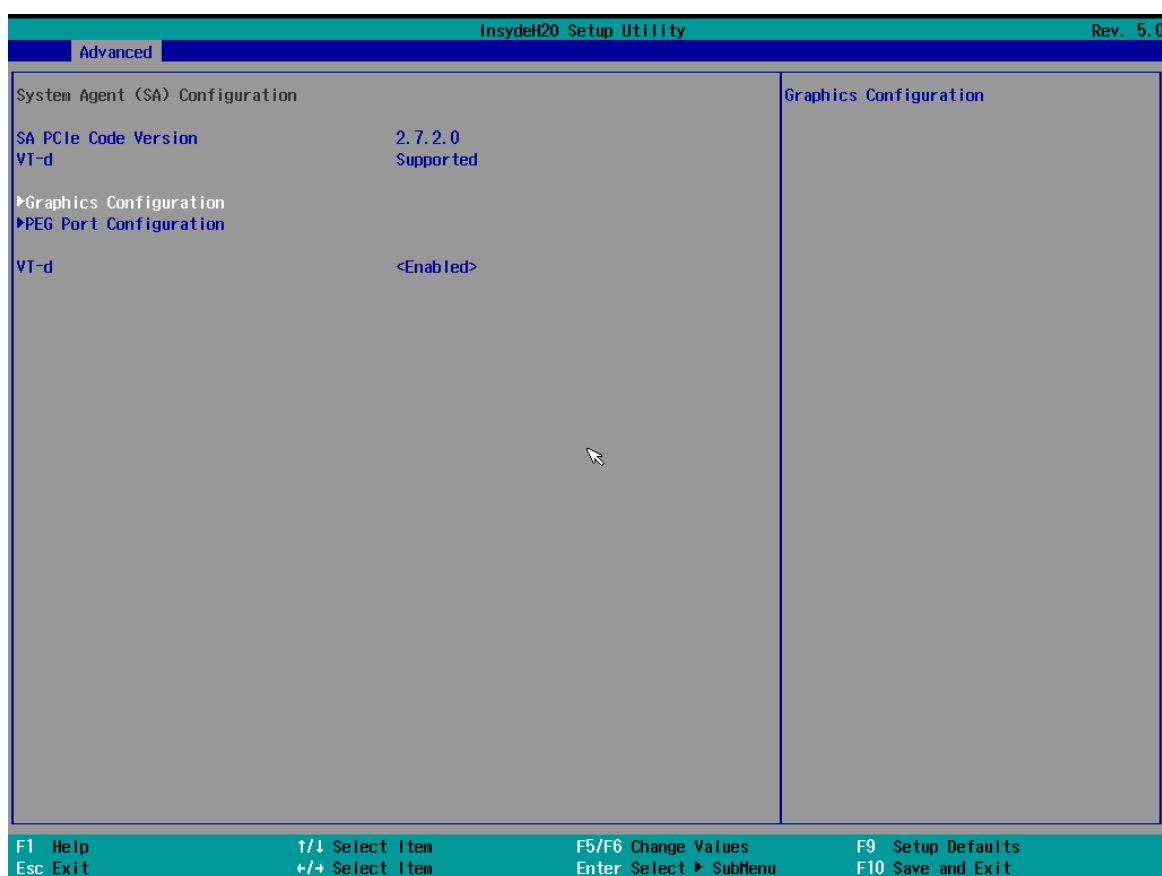 InsydeH20 Setup Utility Rev. 5.0
Advanced
System Agent (SA) Configuration
Graphics Configuration
SA PCIe Code Version 2.7.2.0
VT-d Supported
▶Graphics Configuration
▶PEG Port Configuration
VT-d <Enabled>
F1 Help ↑/↓ Select Item F5/F6 Change Values F9 Setup Defaults
Esc Exit ←/→ Select Item Enter Select ▶ SubMenu F10 Save and Exit